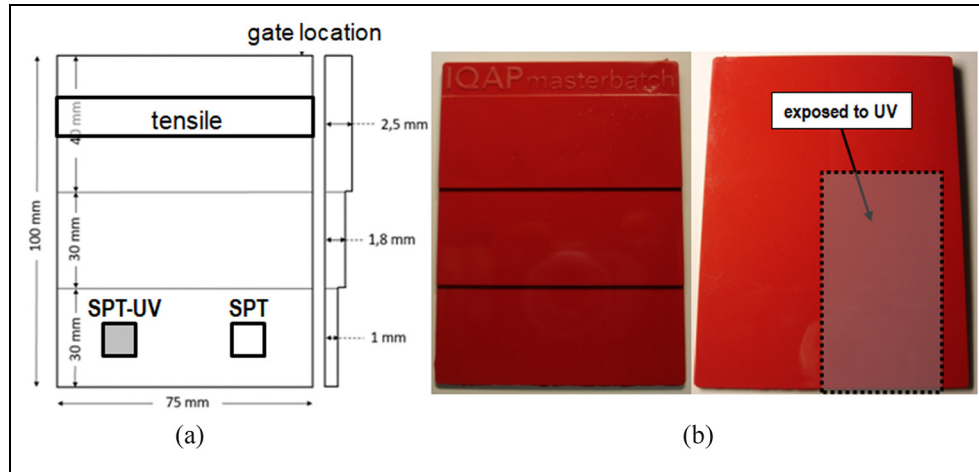 gate location
tensile
40 mm
2,5 mm
100 mm
30 mm
1,8 mm
SPT-UV
SPT
30 mm
1 mm
75 mm
(a)
IQAP masterbatch
exposed to UV
(b)